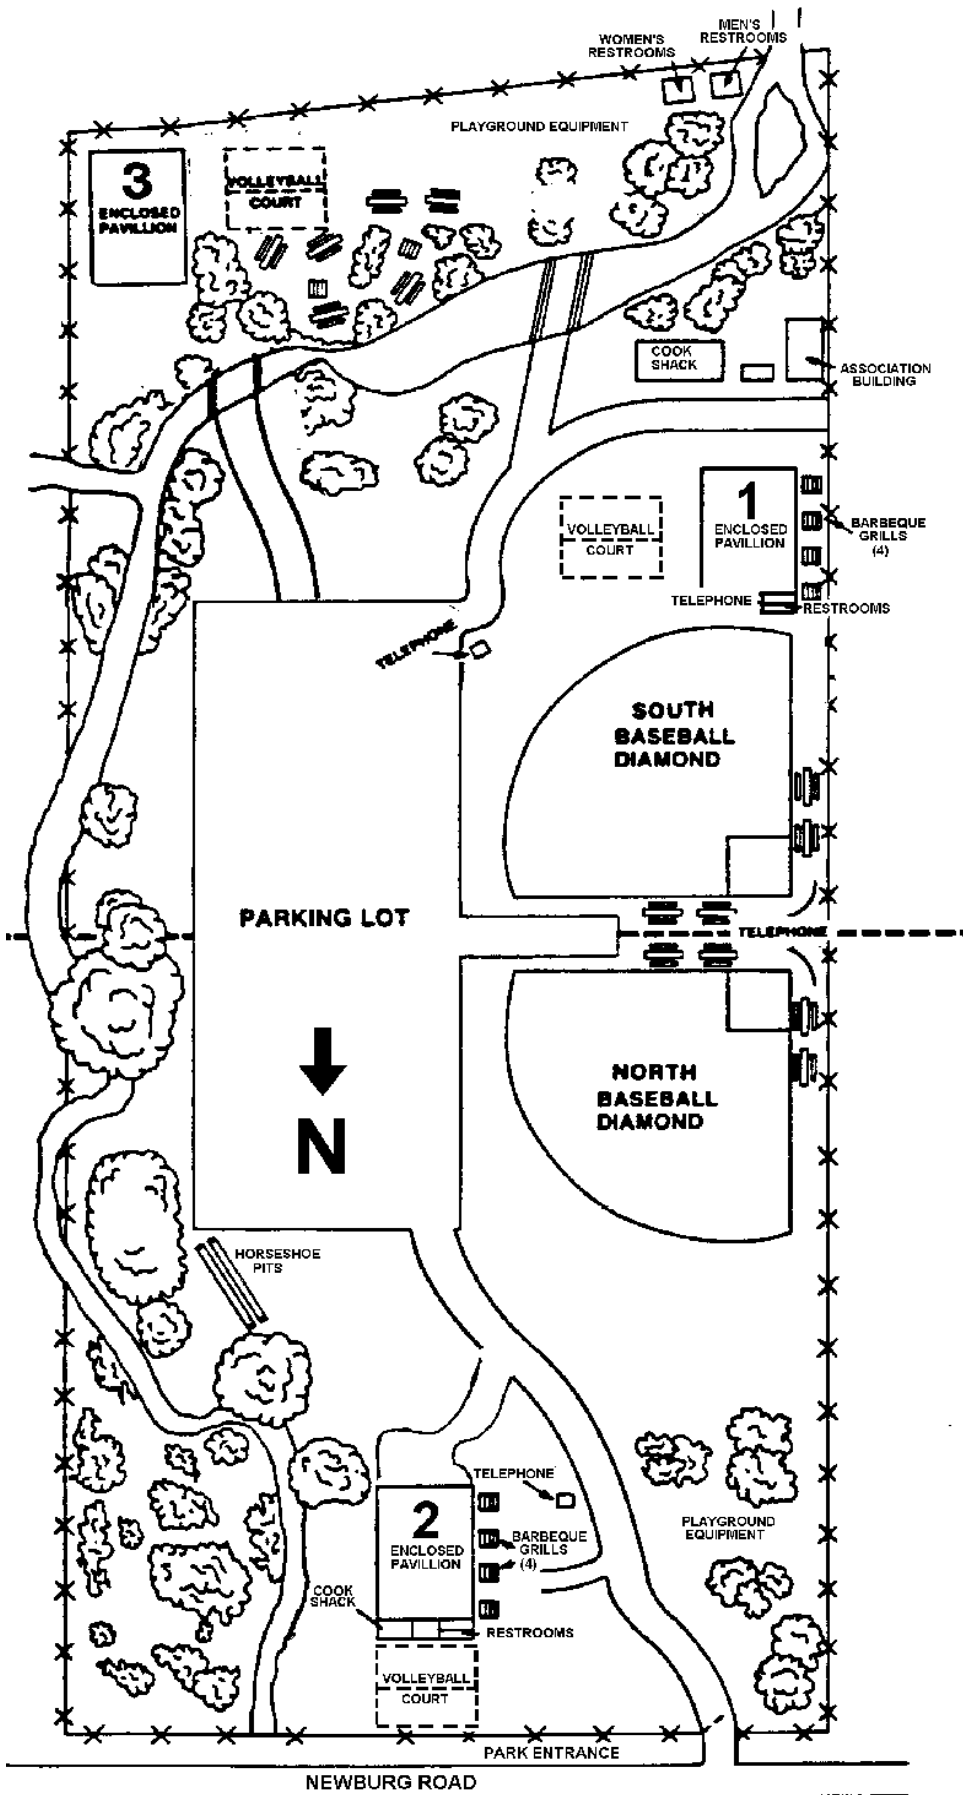 WOMEN'S
RESTROOMS
MEN'S
RESTROOMS
PLAYGROUND EQUIPMENT
3
ENCLOSED
PAVILLION
VOLLEYBALL
COURT
COOK
SHACK
ASSOCIATION
BUILDING
1
ENCLOSED
PAVILLION
VOLLEYBALL
COURT
BARBEQUE
GRILLS
(4)
TELEPHONE
RESTROOMS
TELEPHONE
SOUTH
BASEBALL
DIAMOND
PARKING LOT
TELEPHONE
N
NORTH
BASEBALL
DIAMOND
HORSESHOE
PITS
TELEPHONE
2
ENCLOSED
PAVILLION
BARBEQUE
GRILLS
(4)
PLAYGROUND
EQUIPMENT
COOK
SHACK
RESTROOMS
VOLLEYBALL
COURT
PARK ENTRANCE
NEWBURG ROAD